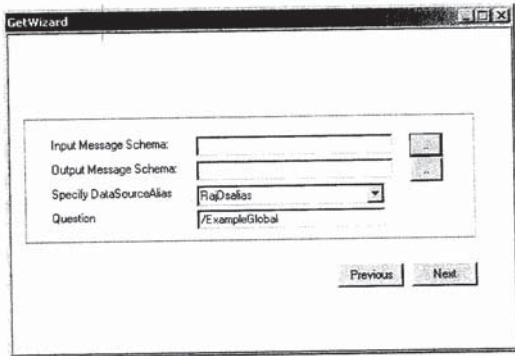 GetWizard
Input Message Schema:
Output Message Schema:
Specify DataSourceAlias RajDsalias
Question /ExampleGlobal
Previous Next